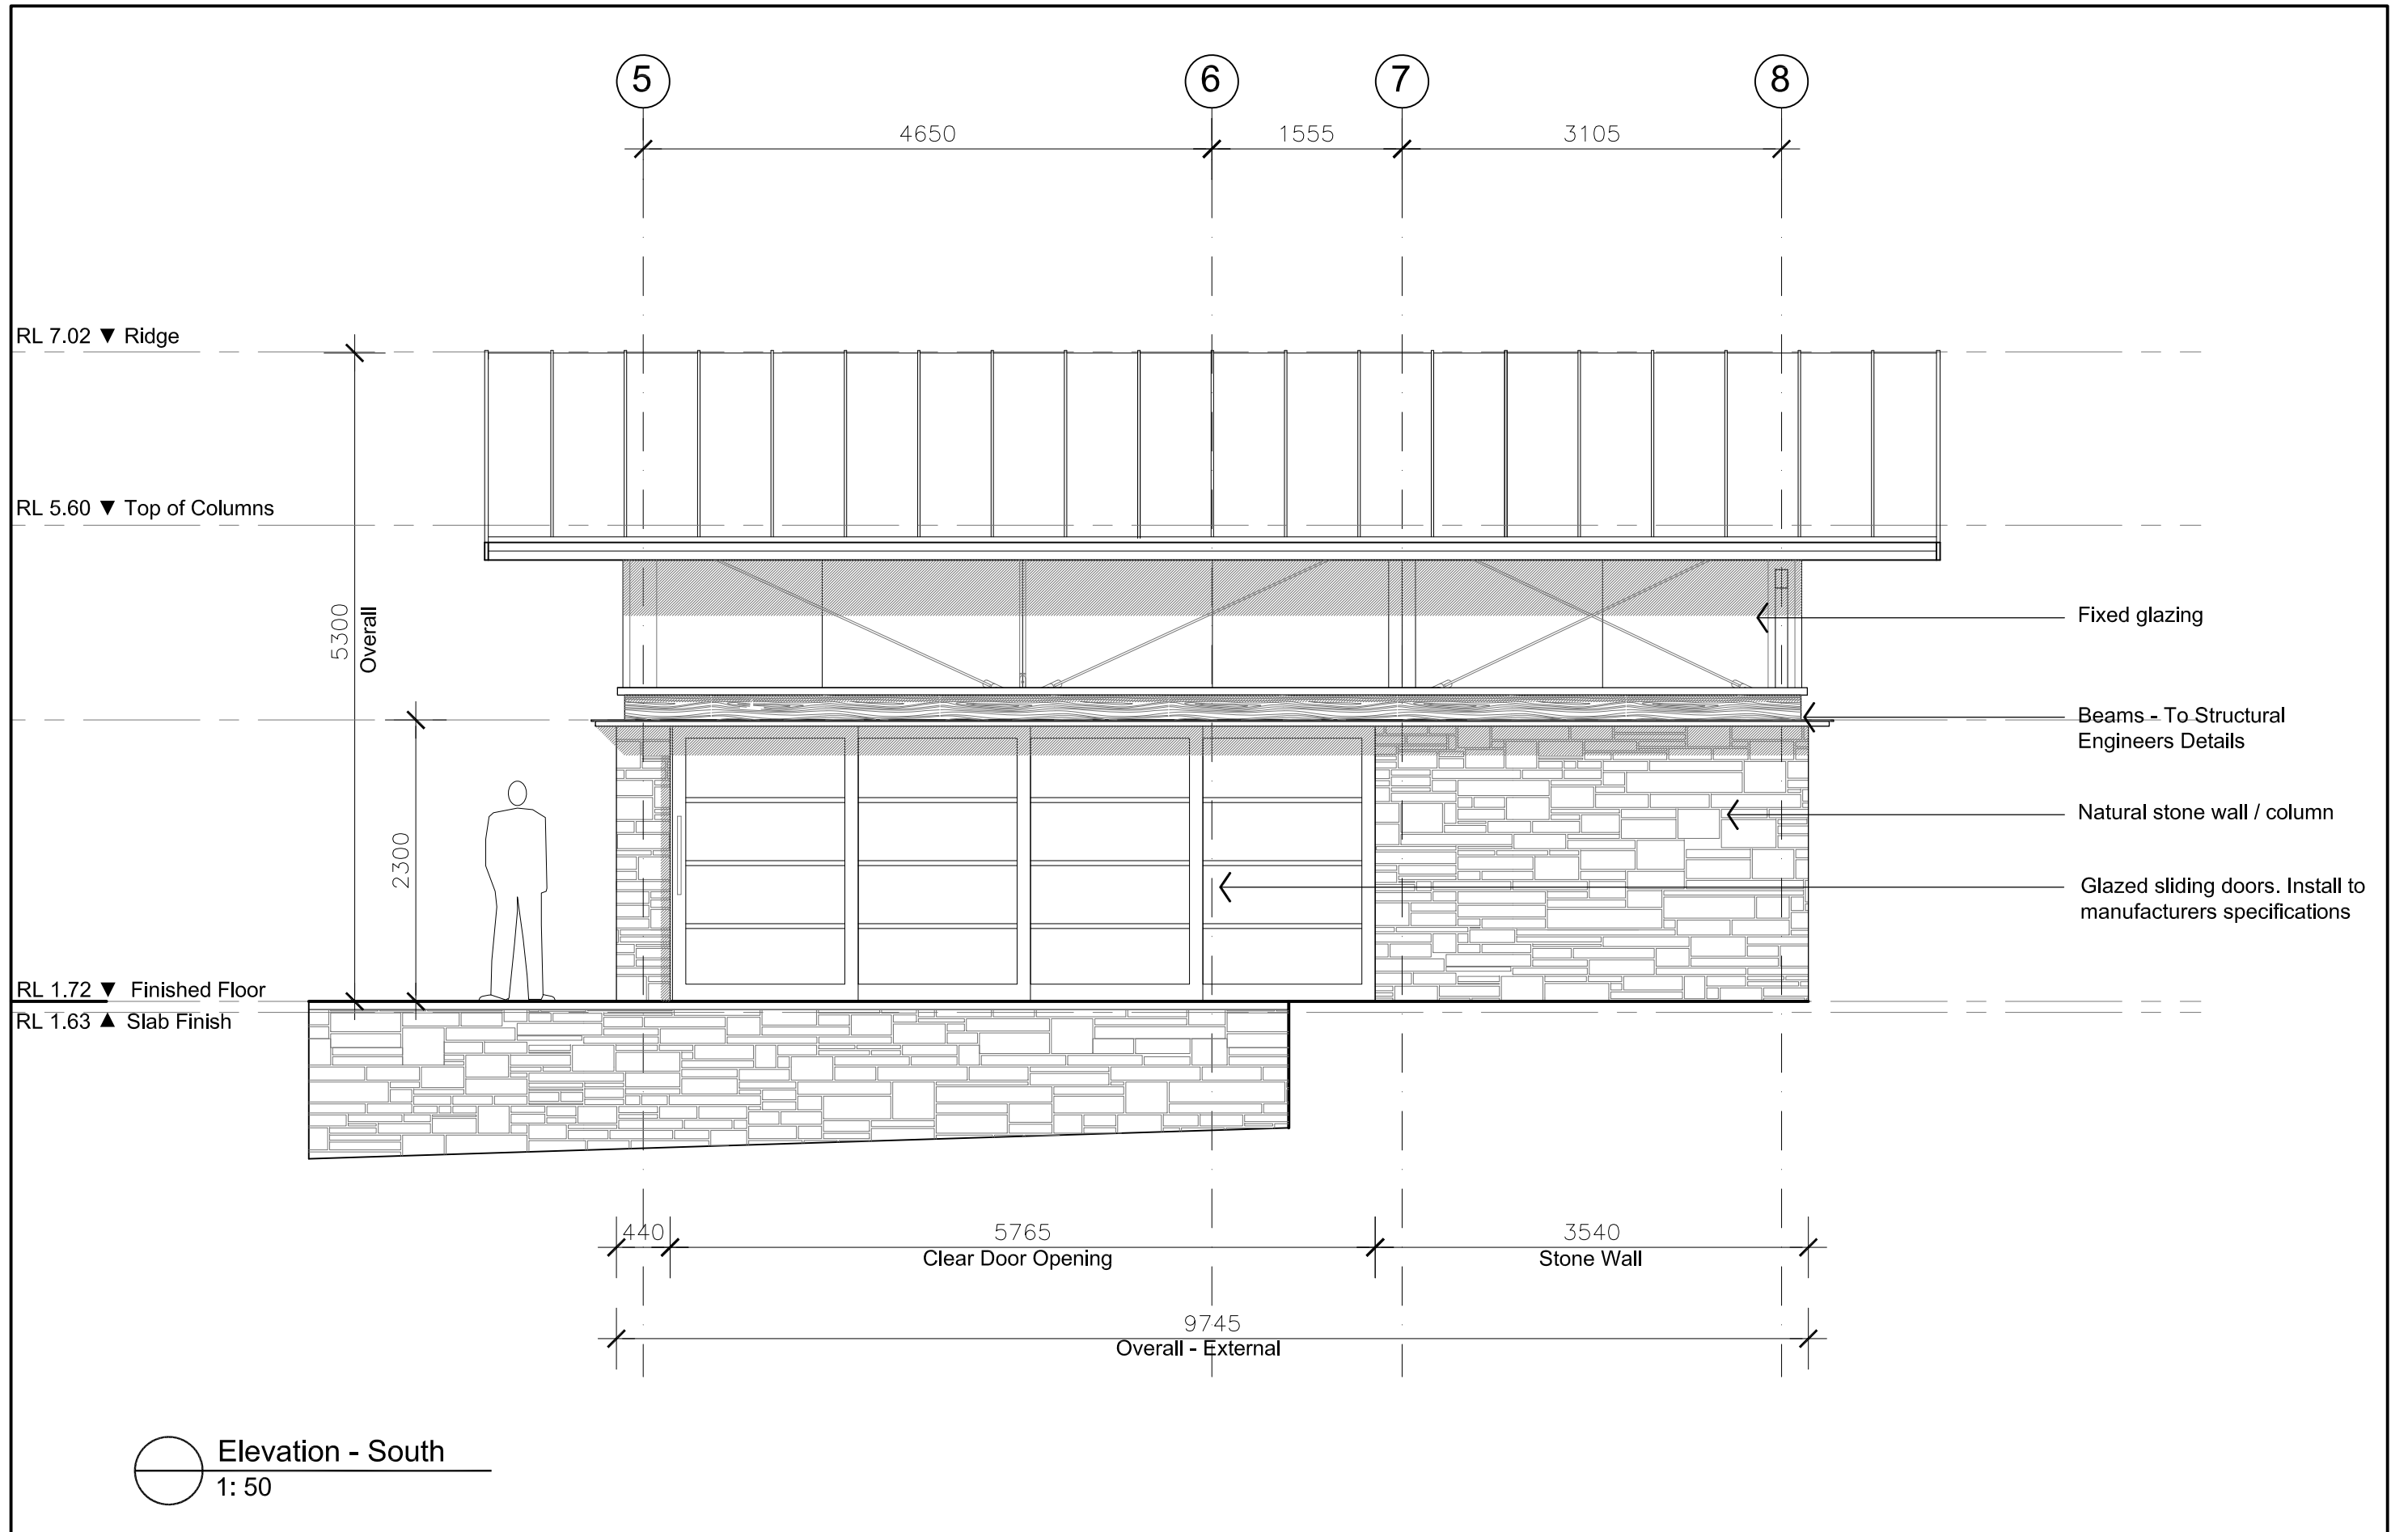 5 6 7 8
4650 1555 3105
RL 7.02 ▼ Ridge
RL 5.60 ▼ Top of Columns
5300
Overall
Fixed glazing
Beams - To Structural
Engineers Details
Natural stone wall / column
2300
Glazed sliding doors. Install to
manufacturers specifications
RL 1.72 ▼ Finished Floor
RL 1.63 ▲ Slab Finish
440 5765 3540
Clear Door Opening Stone Wall
9745
Overall - External
Elevation - South
1: 50